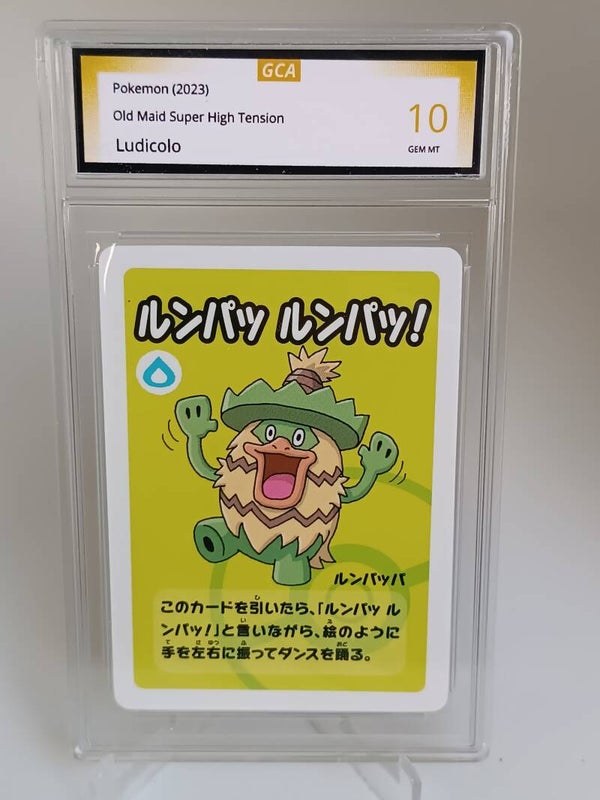 GCA
Pokemon (2023)
Old Maid Super High Tension
Ludicolo
10
GEM MT
ルンパッ ルンパッ!
ルンパッパ
このカードを引いたら、「ルンパッ ル
ンパッ!」と言いながら、絵のように
手を左右に振ってダンスを踊る。